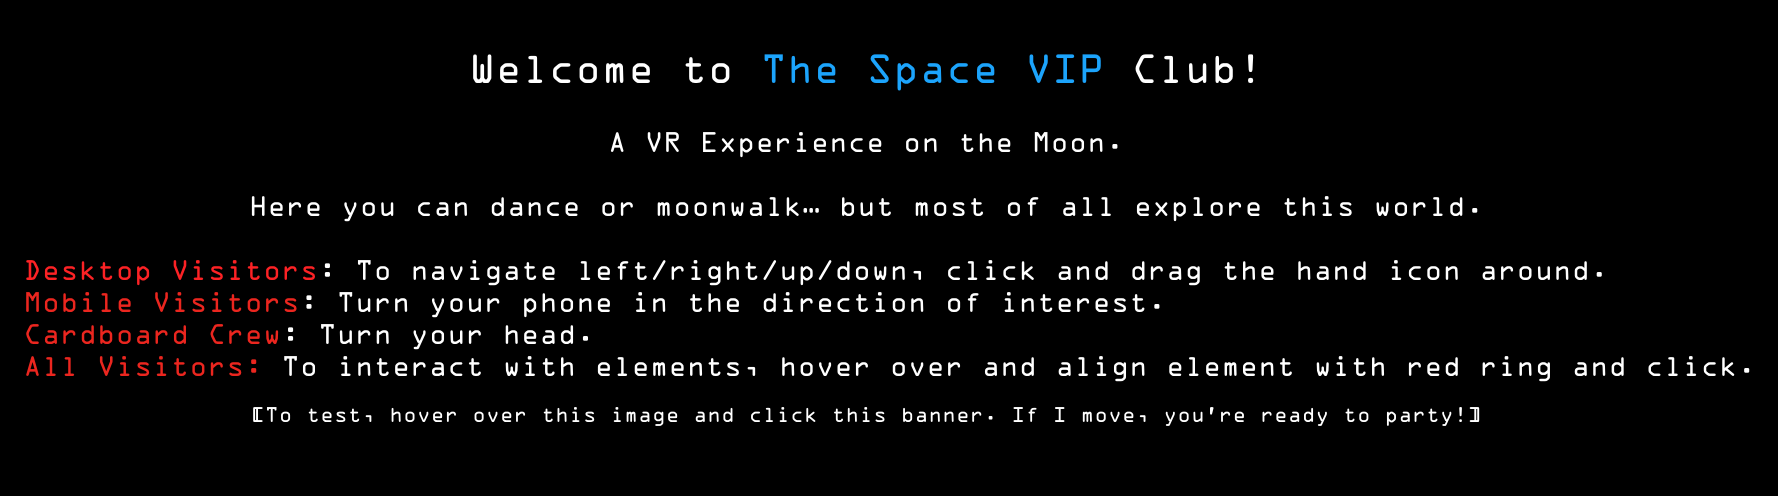 Welcome to The Space VIP Club!
A VR Experience on the Moon.
Here you can dance or moonwalk… but most of all explore this world.
Desktop Visitors: To navigate left/right/up/down, click and drag the hand icon around.
Mobile Visitors: Turn your phone in the direction of interest.
Cardboard Crew: Turn your head.
All Visitors: To interact with elements, hover over and align element with red ring and click.
[To test, hover over this image and click this banner. If I move, you're ready to party!]